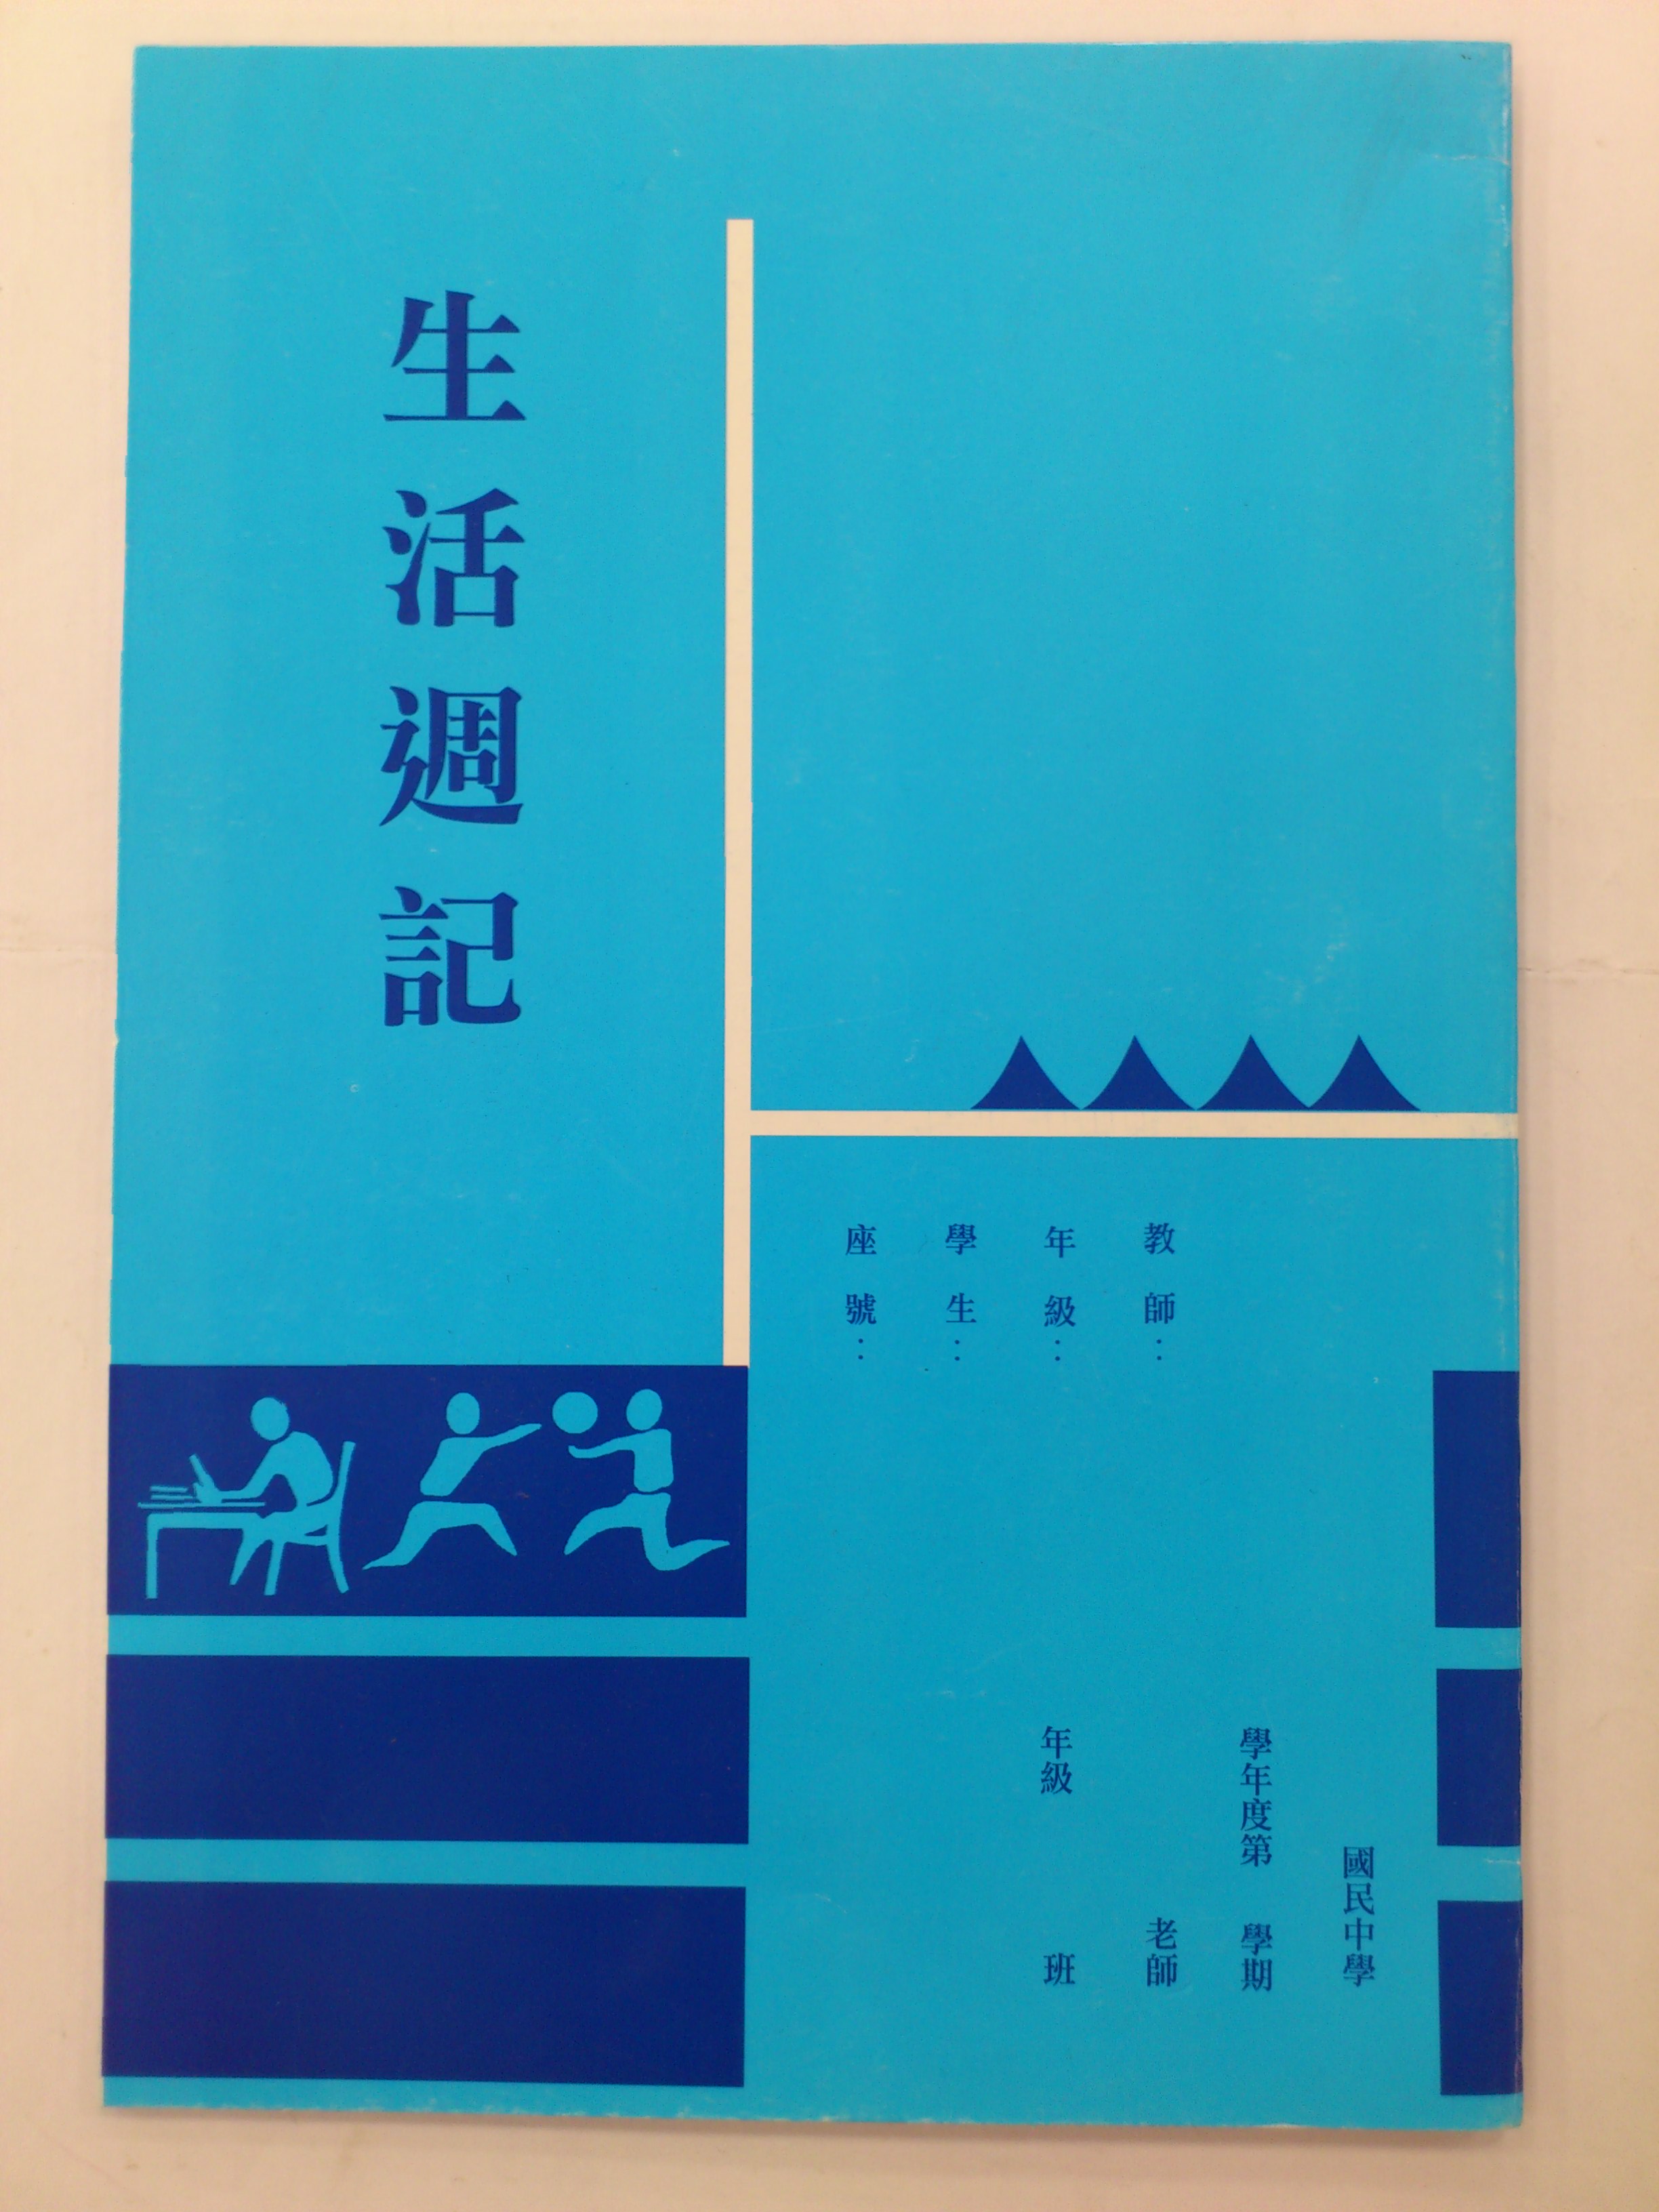 生活週記
國民中學
學年度第 學期
教師： 老師
年級： 年級 班
學生：
座號：